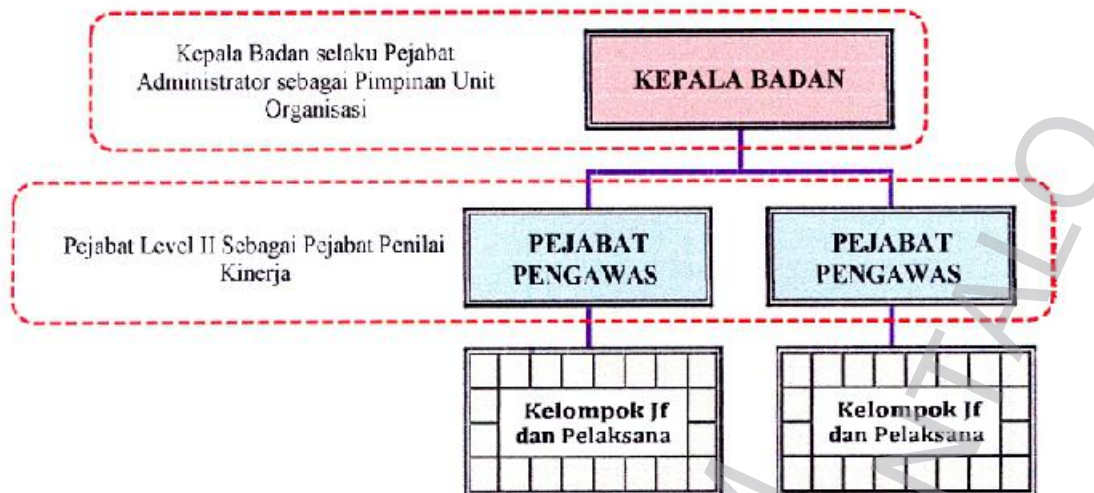 Kepala Badan selaku Pejabat
Administrator sebagai Pimpinan Unit
Organisasi
KEPALA BADAN
Pejabat Level II Sebagai Pejabat Penilai
Kinerja
PEJABAT
PENGAWAS
PEJABAT
PENGAWAS
Kelompok Jf
dan Pelaksana
Kelompok Jf
dan Pelaksana